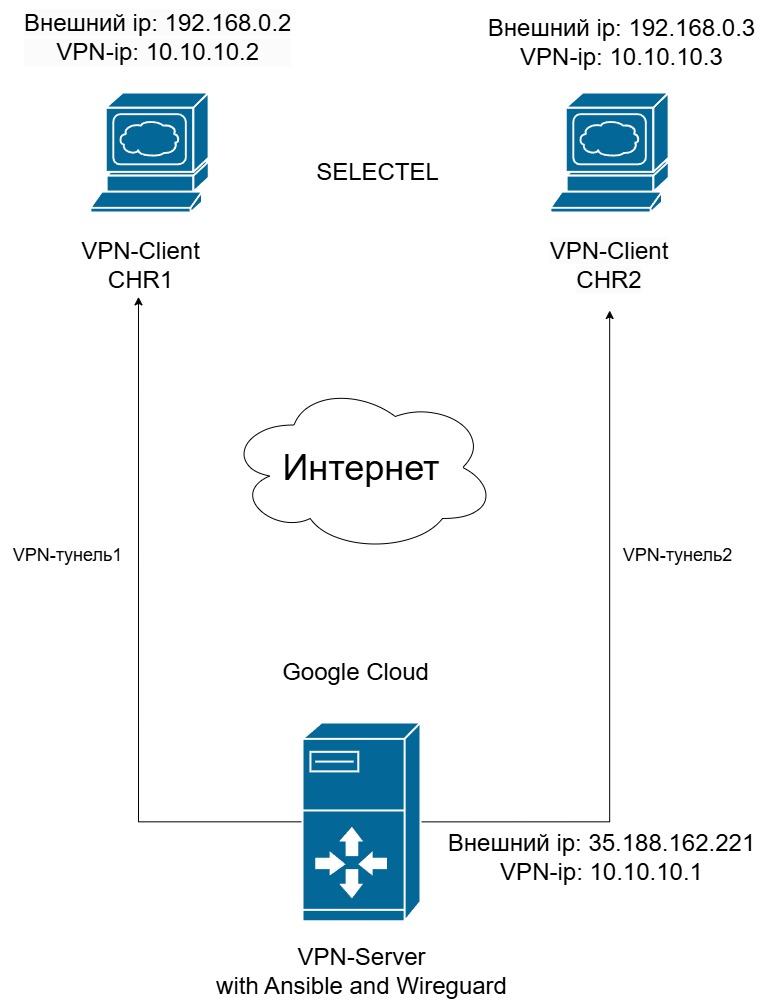 Внешний ip: 192.168.0.2
VPN-ip: 10.10.10.2
Внешний ip: 192.168.0.3
VPN-ip: 10.10.10.3
SELECTEL
VPN-Client
CHR1
VPN-Client
CHR2
Интернет
VPN-тунель1
VPN-тунель2
Google Cloud
Внешний ip: 35.188.162.221
VPN-ip: 10.10.10.1
VPN-Server
with Ansible and Wireguard